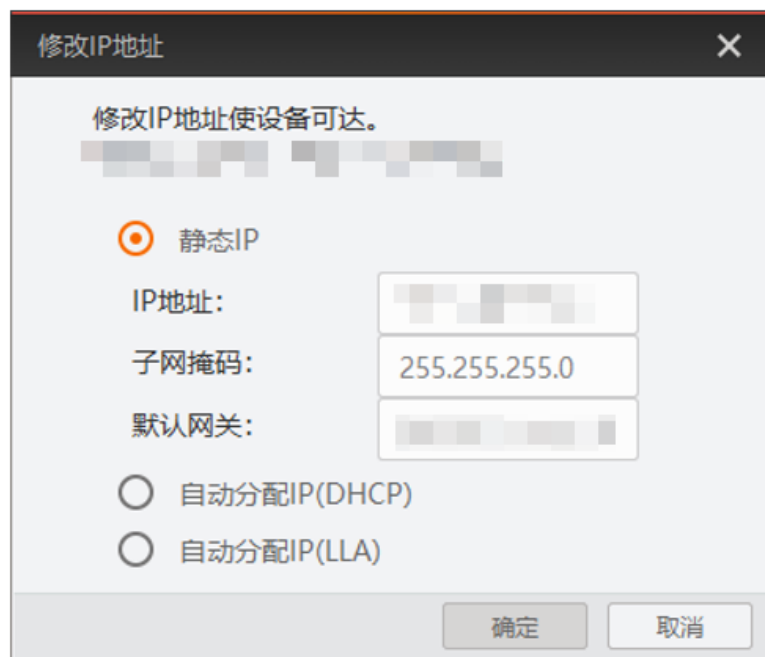 修改IP地址
修改IP地址使设备可达。
静态IP
IP地址：
子网掩码： 255.255.255.0
默认网关：
自动分配IP(DHCP)
自动分配IP(LLA)
确定 取消